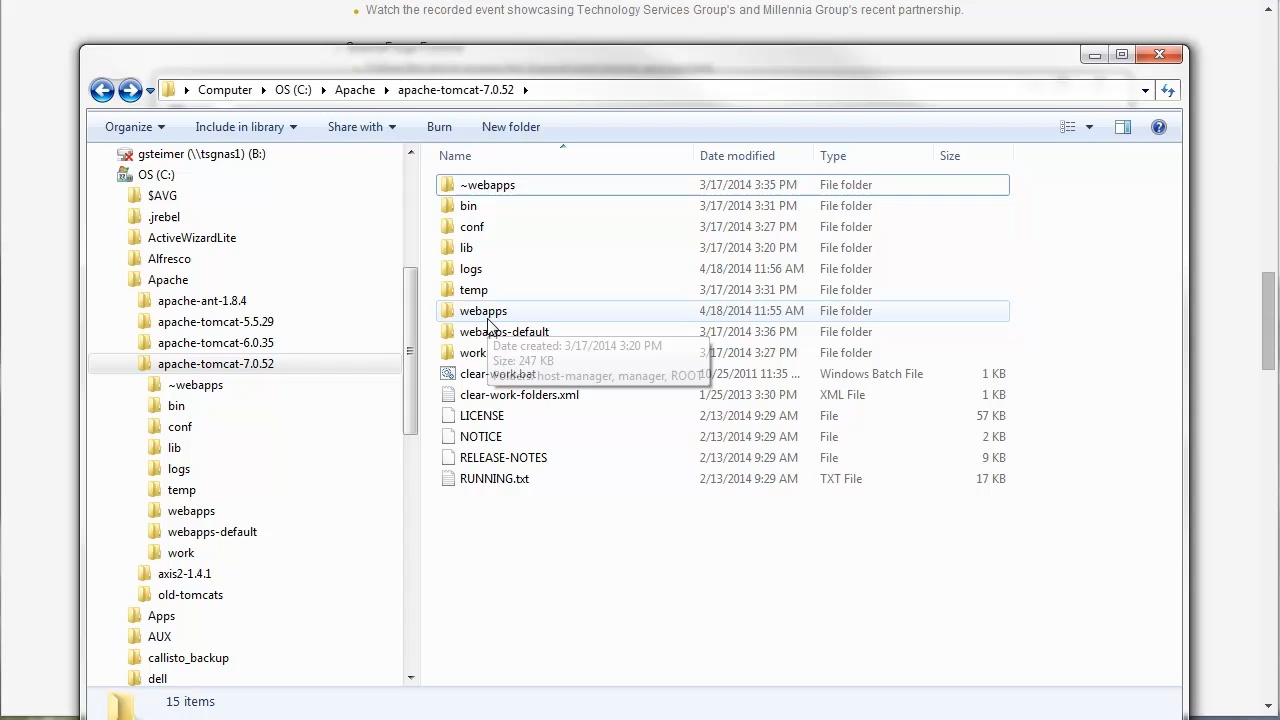 Watch the recorded event showcasing Technology Services Group's and Millennia Group's recent partnership.
Computer OS (C:) Apache apache-tomcat-7.0.52
Organize Include in library Share with Burn New folder
gsteimer (\\tsgnas1) (B:)
OS (C:)
$AVG
.jrebel
ActiveWizardLite
Alfresco
Apache
apache-ant-1.8.4
apache-tomcat-5.5.29
apache-tomcat-6.0.35
apache-tomcat-7.0.52
~webapps
bin
conf
lib
logs
temp
webapps
webapps-default
work
axis2-1.4.1
old-tomcats
Apps
AUX
callisto_backup
dell
Name Date modified Type Size
~webapps 3/17/2014 3:35 PM File folder
bin 3/17/2014 3:31 PM File folder
conf 3/17/2014 3:27 PM File folder
lib 3/17/2014 3:20 PM File folder
logs 4/18/2014 11:56 AM File folder
temp 3/17/2014 3:31 PM File folder
webapps 4/18/2014 11:55 AM File folder
webapps-default 3/17/2014 3:36 PM File folder
work 3/17/2014 3:27 PM File folder
clear-work.bat 10/25/2011 11:35 ... Windows Batch File 1 KB
clear-work-folders.xml 1/25/2013 3:30 PM XML File 1 KB
LICENSE 2/13/2014 9:29 AM File 57 KB
NOTICE 2/13/2014 9:29 AM File 2 KB
RELEASE-NOTES 2/13/2014 9:29 AM File 9 KB
RUNNING.txt 2/13/2014 9:29 AM TXT File 17 KB
Date created: 3/17/2014 3:20 PM
Size: 247 KB
host-manager, manager, ROOT
15 items